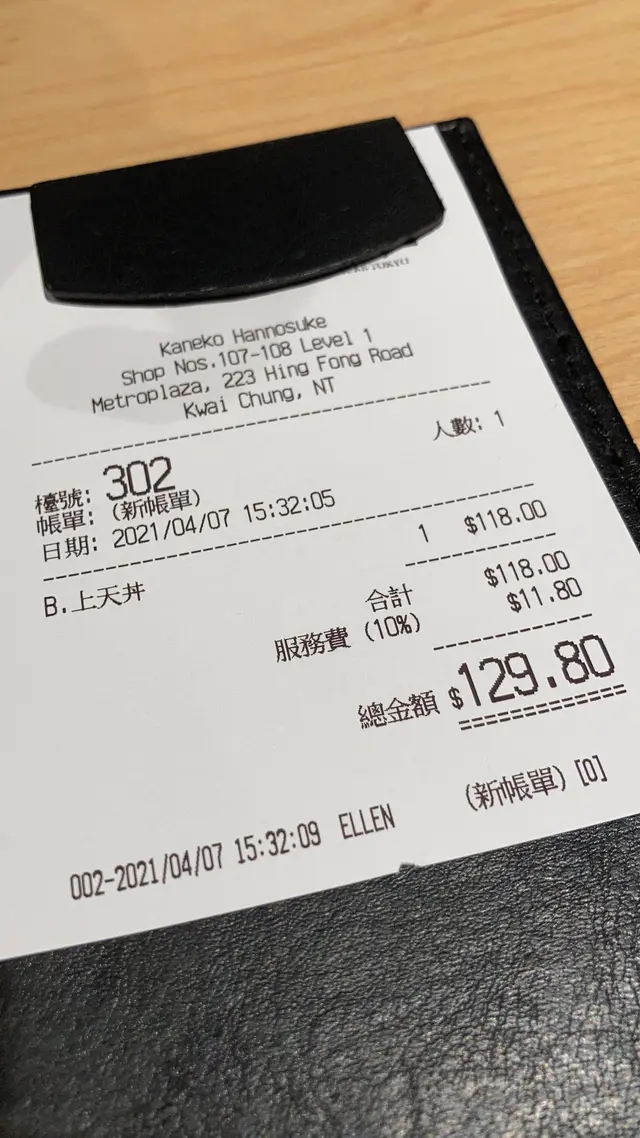 TOKYO
Kaneko Hannosuke
Shop Nos.107-108 Level 1
Metroplaza, 223 Hing Fong Road
Kwai Chung, NT
檯號: 302 人數: 1
帳單: (新帳單)
日期: 2021/04/07 15:32:05
B.上天丼 1 $118.00
合計 $118.00
服務費 (10%) $11.80
總金額 $129.80
(新帳單) [0]
002-2021/04/07 15:32:09 ELLEN